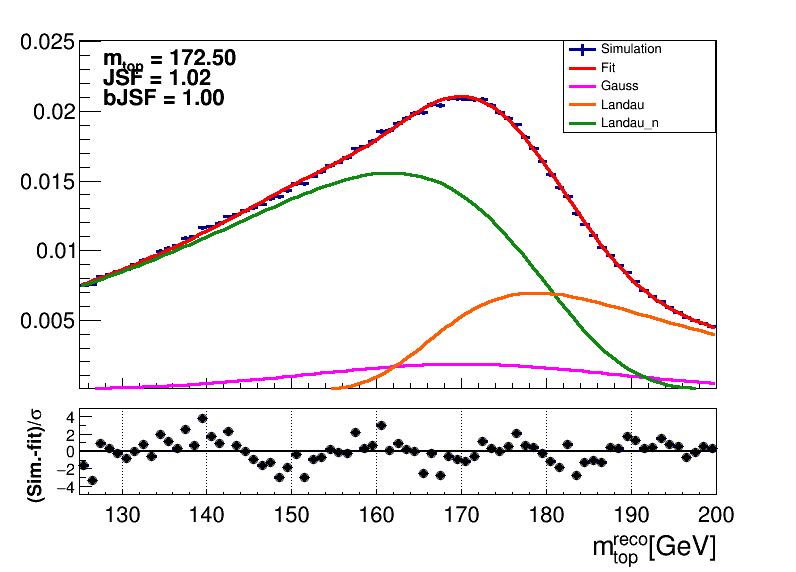 0.025
0.02
0.015
0.01
0.005
m_top = 172.50
JSF = 1.02
bJSF = 1.00
Simulation
Fit
Gauss
Landau
Landau_n
(Sim.-fit)/σ
4
2
0
−2
−4
130 140 150 160 170 180 190 200
m_top^reco[GeV]